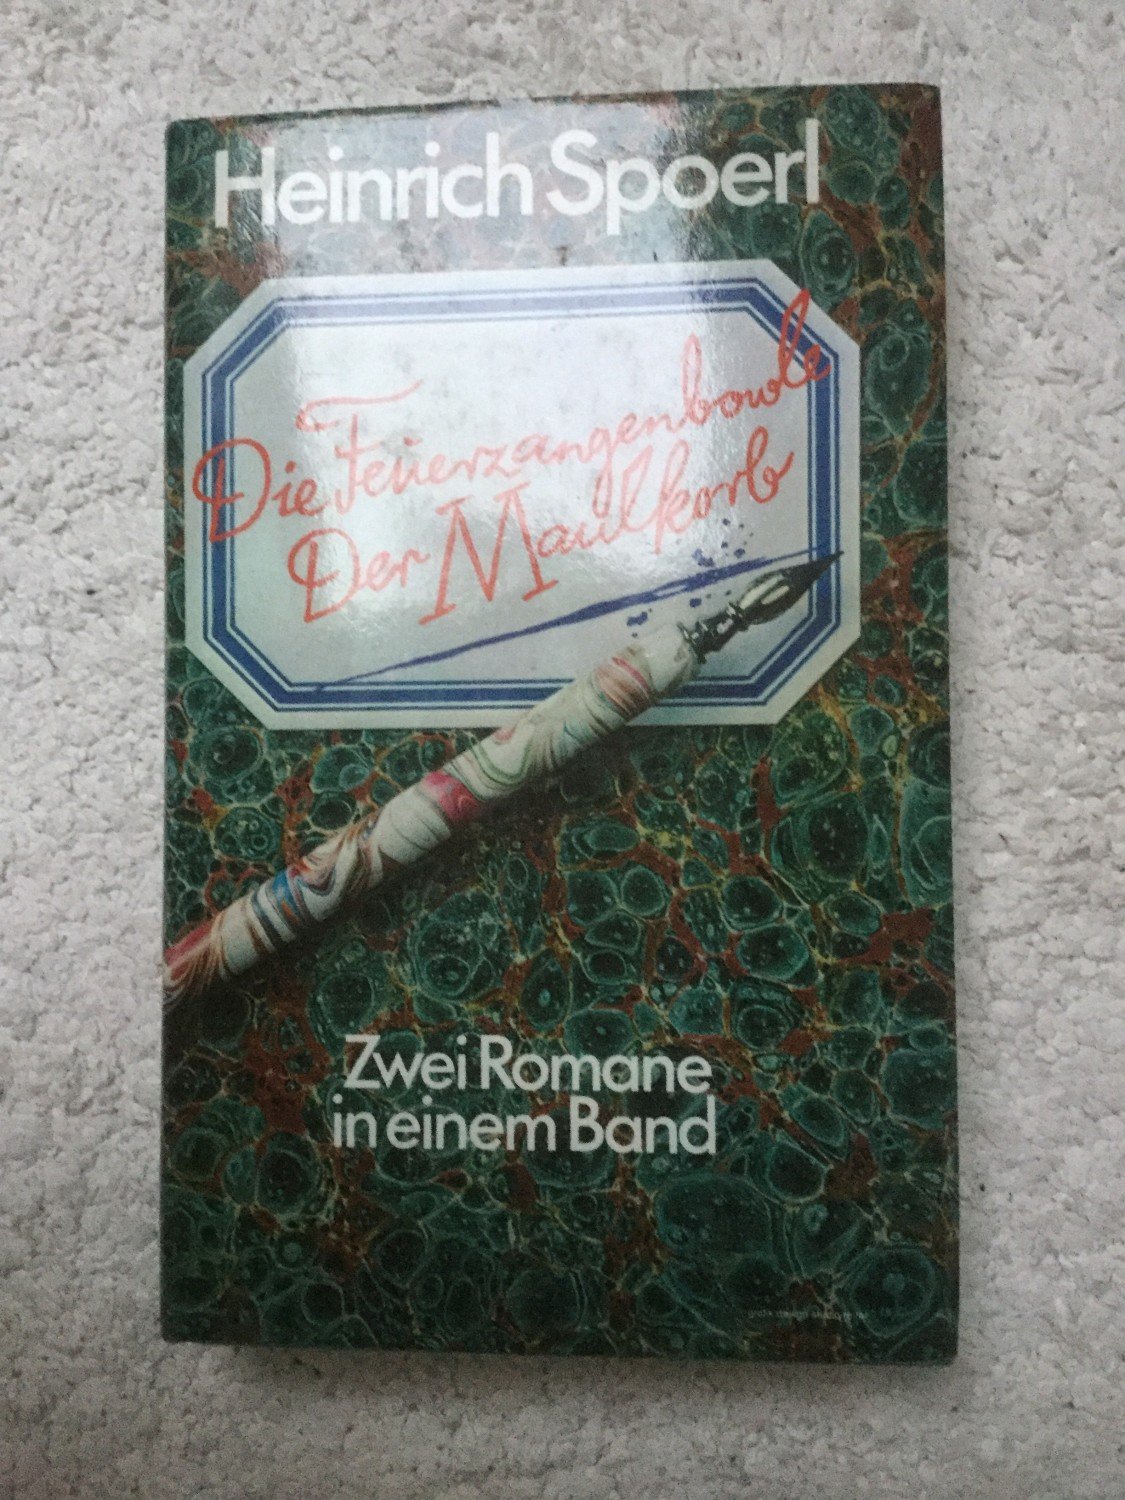 Heinrich Spoerl
Die Feuerzangenbowle
Der Maulkorb
Zwei Romane
in einem Band